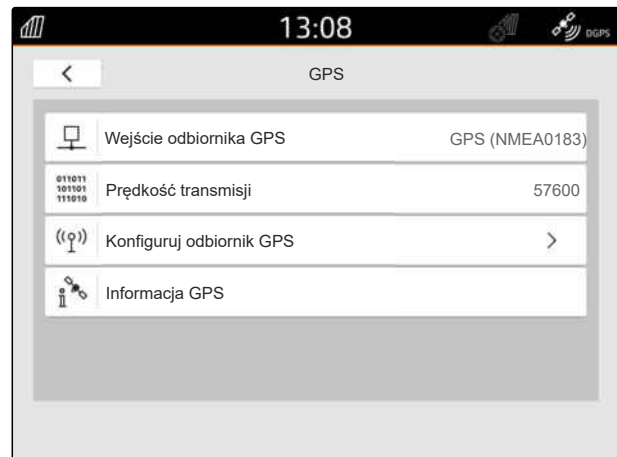 13:08
DGPS
GPS
Wejście odbiornika GPS
GPS (NMEA0183)
011011
101101
111010
Prędkość transmisji
57600
Konfiguruj odbiornik GPS
Informacja GPS